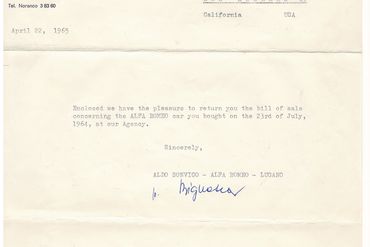 Tel. Noranco 3 83 60
California USA
April 22, 1965
Enclosed we have the pleasure to return you the bill of sale
concerning the ALFA ROMEO car you bought on the 23rd of July,
1964, at our Agency.
Sincerely,
ALDO BONVICO - ALFA ROMEO - LUGANO